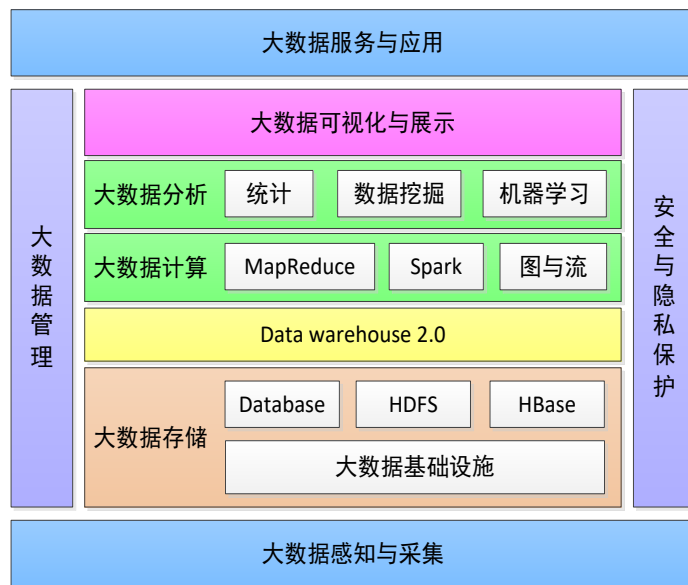 大数据服务与应用
大数据管理
大数据可视化与展示
大数据分析 统计 数据挖掘 机器学习
大数据计算 MapReduce Spark 图与流
Data warehouse 2.0
大数据存储
Database HDFS HBase
大数据基础设施
安全与隐私保护
大数据感知与采集